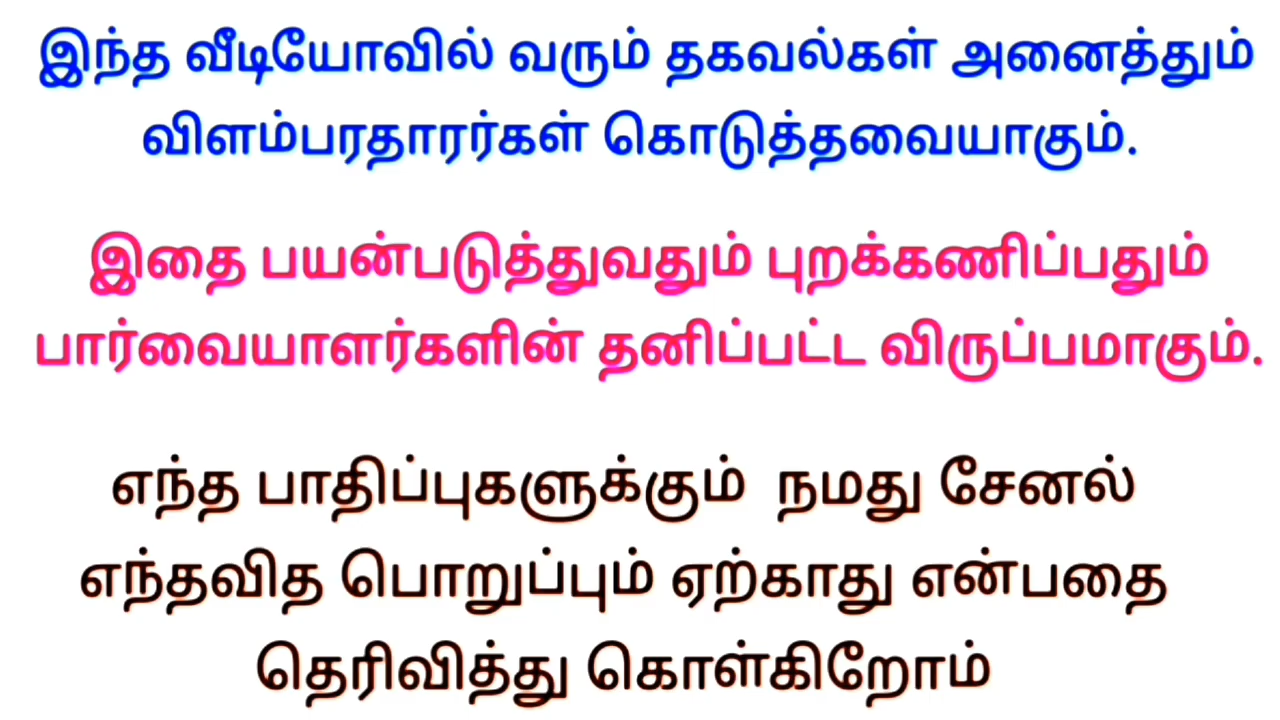 இந்த வீடியோவில் வரும் தகவல்கள் அனைத்தும்
விளம்பரதாரர்கள் கொடுத்தவையாகும்.
இதை பயன்படுத்துவதும் புறக்கணிப்பதும்
பார்வையாளர்களின் தனிப்பட்ட விருப்பமாகும்.
எந்த பாதிப்புகளுக்கும் நமது சேனல்
எந்தவித பொறுப்பும் ஏற்காது என்பதை
தெரிவித்து கொள்கிறோம்